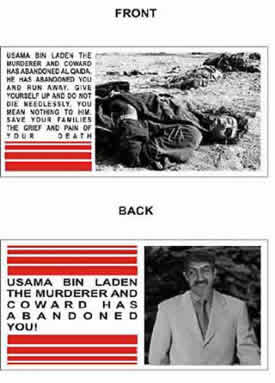 FRONT
USAMA BIN LADEN THE
MURDERER AND COWARD
HAS ABANDONED AL QAIDA.
HE HAS ABANDONED YOU
AND RUN AWAY. GIVE
YOURSELF UP AND DO NOT
DIE NEEDLESSLY, YOU
MEAN NOTHING TO HIM.
SAVE YOUR FAMILIES
THE GRIEF AND PAIN OF
YOUR DEATH
BACK
USAMA BIN LADEN
THE MURDERER AND
COWARD HAS
ABANDONED
YOU!